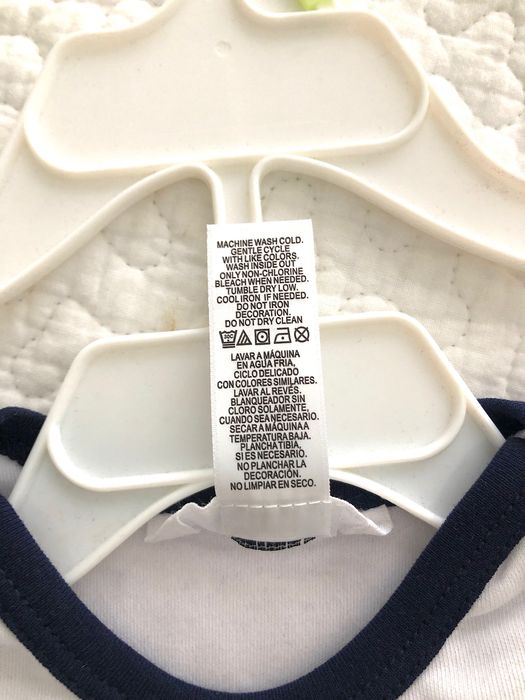 MACHINE WASH COLD.
GENTLE CYCLE
WITH LIKE COLORS.
WASH INSIDE OUT
ONLY NON-CHLORINE
BLEACH WHEN NEEDED.
TUMBLE DRY LOW.
COOL IRON IF NEEDED.
DO NOT IRON
DECORATION.
DO NOT DRY CLEAN
30C
LAVAR A MÁQUINA
EN AGUA FRIA,
CICLO DELICADO
CON COLORES SIMILARES.
LAVAR AL REVÉS.
BLANQUEADOR SIN
CLORO SOLAMENTE,
CUANDO SEA NECESARIO.
SECAR A MÁQUINA A
TEMPERATURA BAJA.
PLANCHA TIBIA,
SI ES NECESARIO.
NO PLANCHAR LA
DECORACIÓN.
NO LIMPIAR EN SECO.